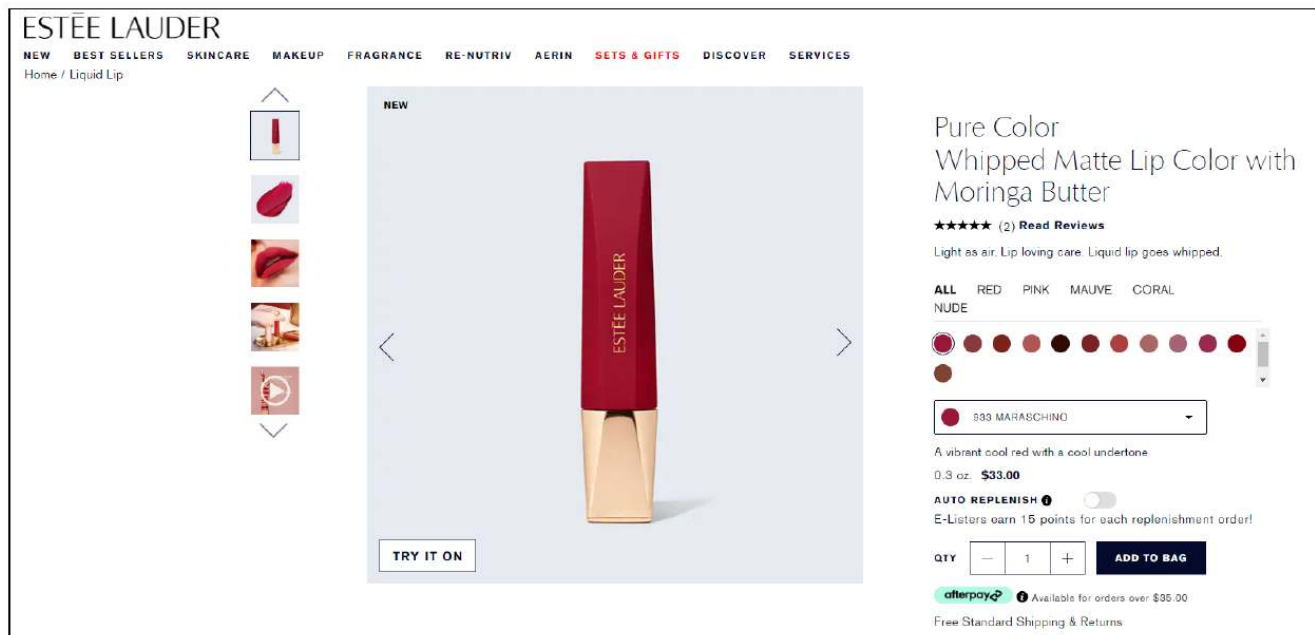 ESTĒE LAUDER
NEW BEST SELLERS SKINCARE MAKEUP FRAGRANCE RE-NUTRIV AERIN SETS & GIFTS DISCOVER SERVICES
Home / Liquid Lip
NEW
ESTĒE LAUDER
TRY IT ON
Pure Color
Whipped Matte Lip Color with
Moringa Butter
★★★★★ (2) Read Reviews
Light as air. Lip loving care. Liquid lip goes whipped.
ALL RED PINK MAUVE CORAL
NUDE
933 MARASCHINO
A vibrant cool red with a cool undertone
0.3 oz. $33.00
AUTO REPLENISH
E-Listers earn 15 points for each replenishment order!
QTY — 1 + ADD TO BAG
afterpay Available for orders over $35.00
Free Standard Shipping & Returns